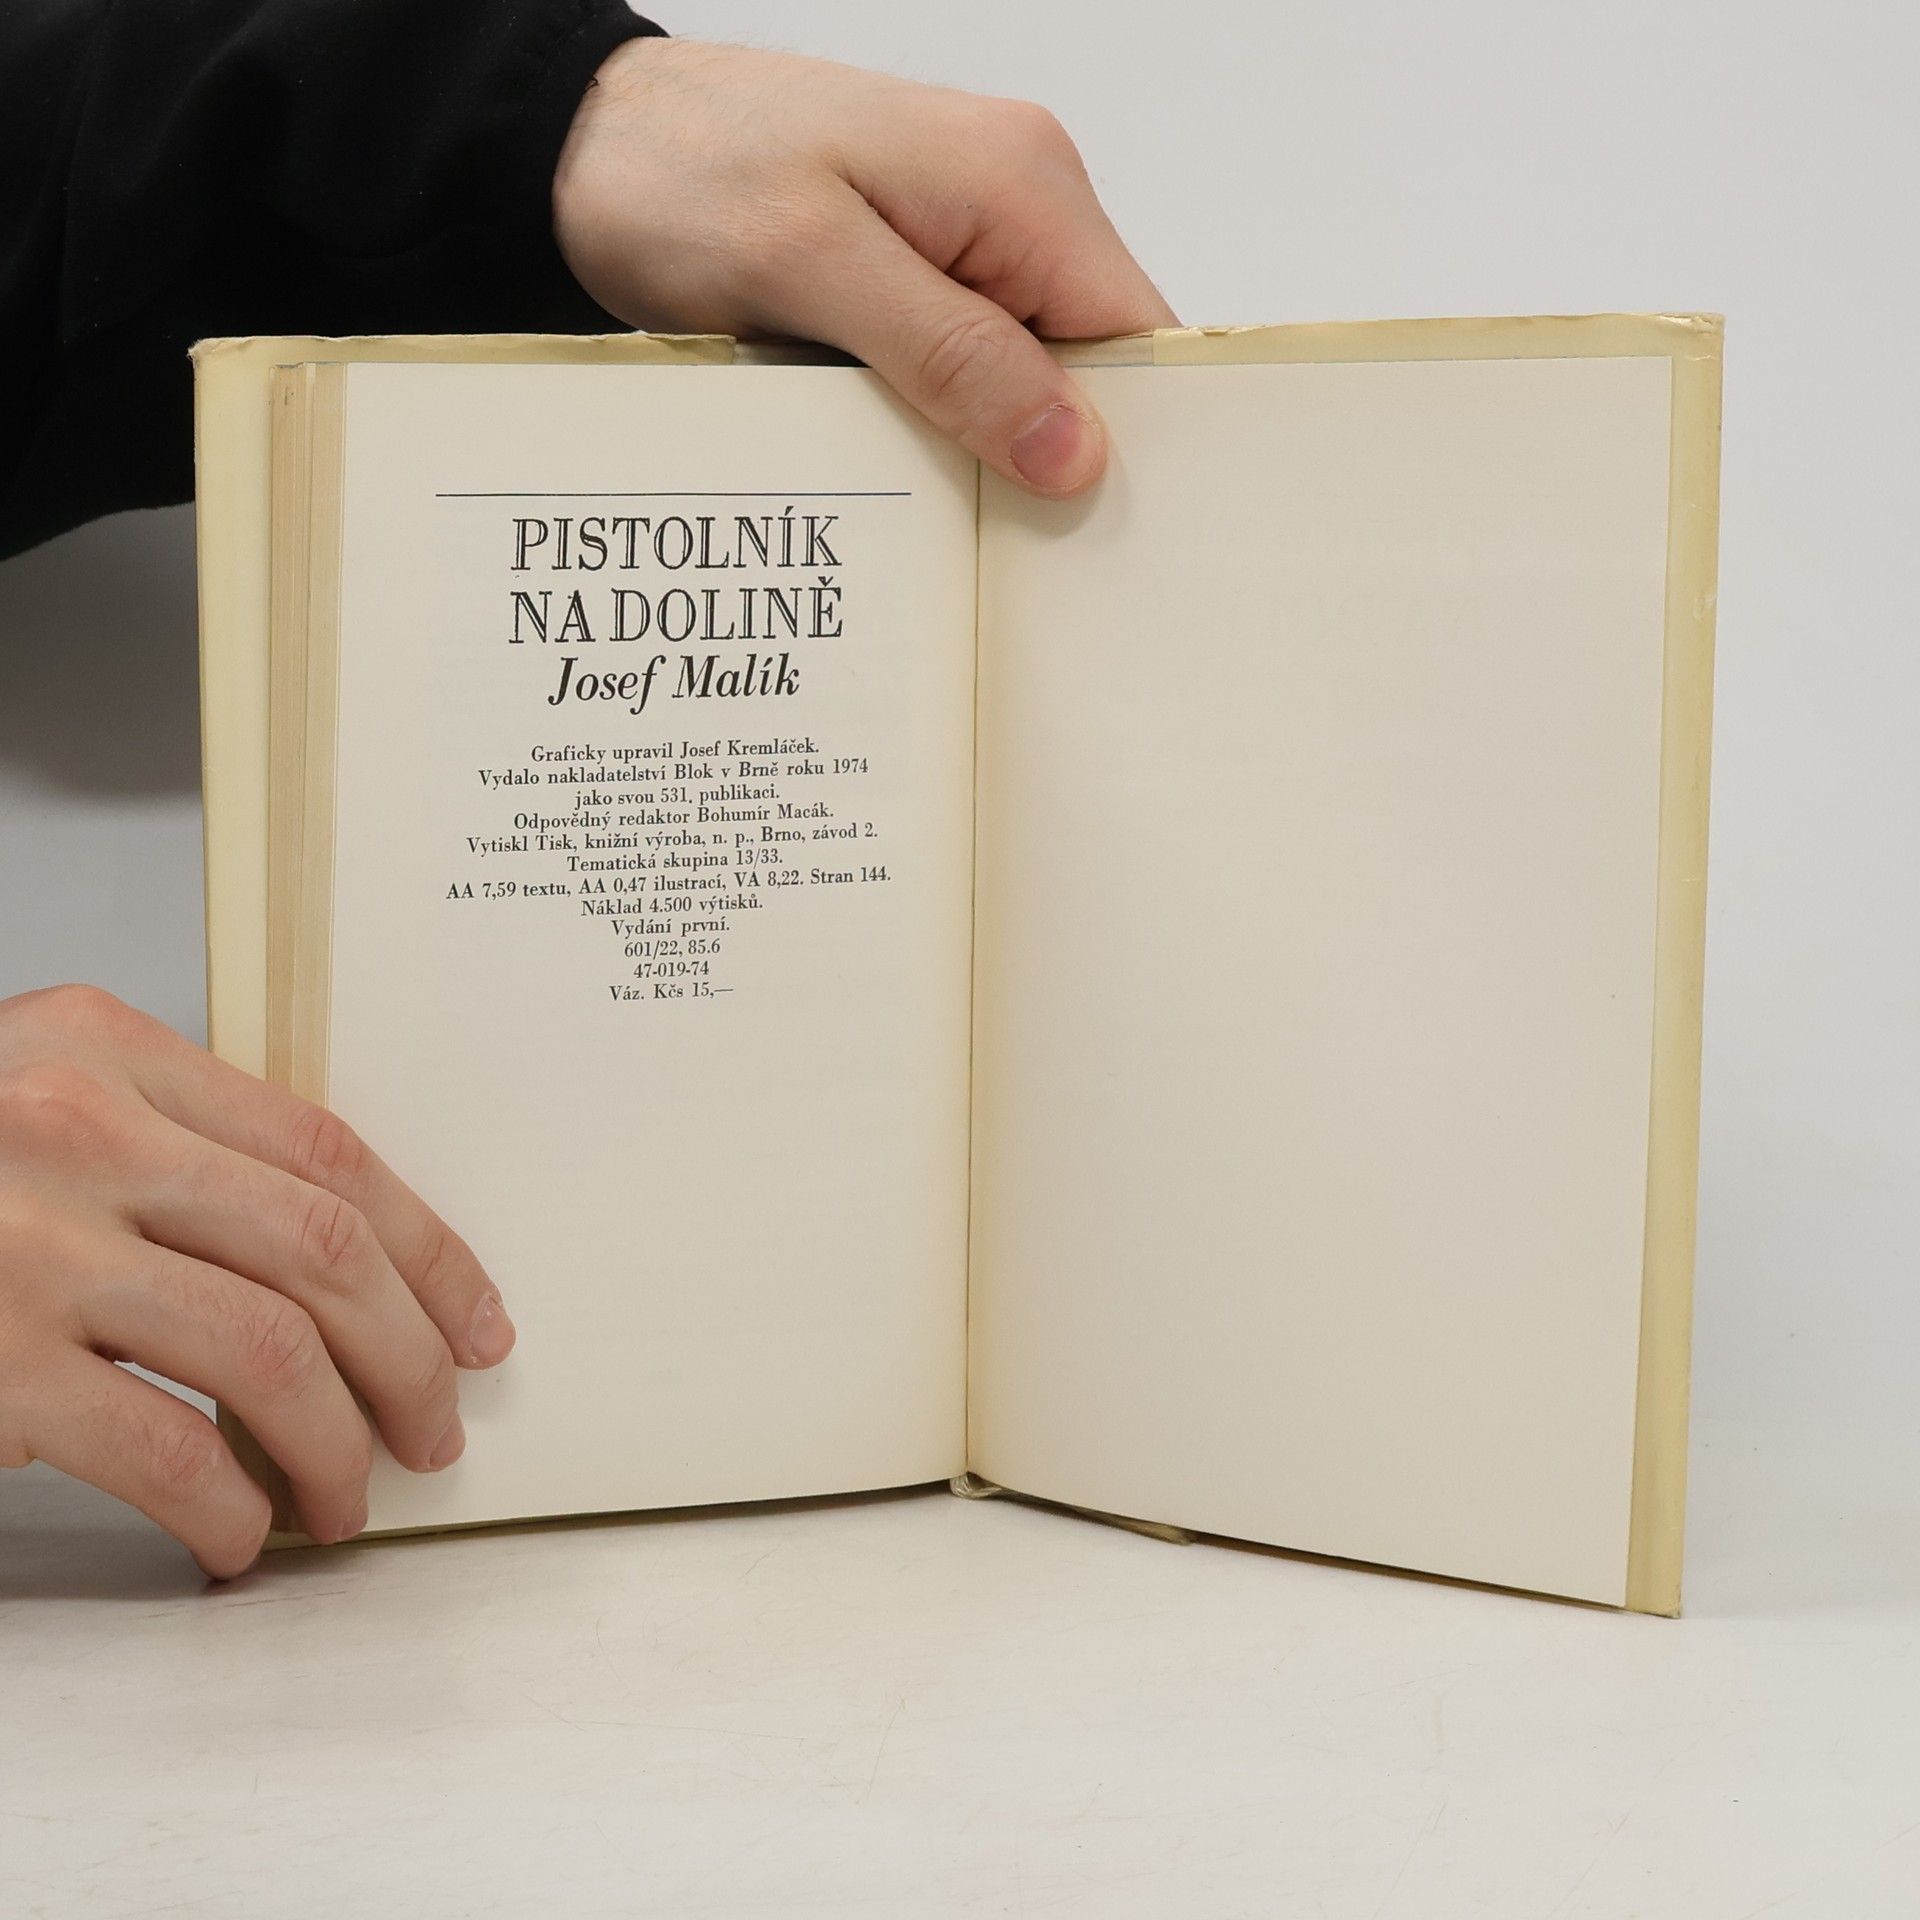 PISTOLNÍK
NA DOLINĚ
Josef Malík
Graficky upravil Josef Kremláček.
Vydalo nakladatelství Blok v Brně roku 1974
jako svou 531. publikaci.
Odpovědný redaktor Bohumír Macák.
Vytiskl Tisk, knižní výroba, n. p., Brno, závod 2.
Tematická skupina 13/33.
AA 7,59 textu, AA 0,47 ilustrací, VA 8,22. Stran 144.
Náklad 4.500 výtisků.
Vydání první.
601/22, 85.6
47-019-74
Váz. Kčs 15,—